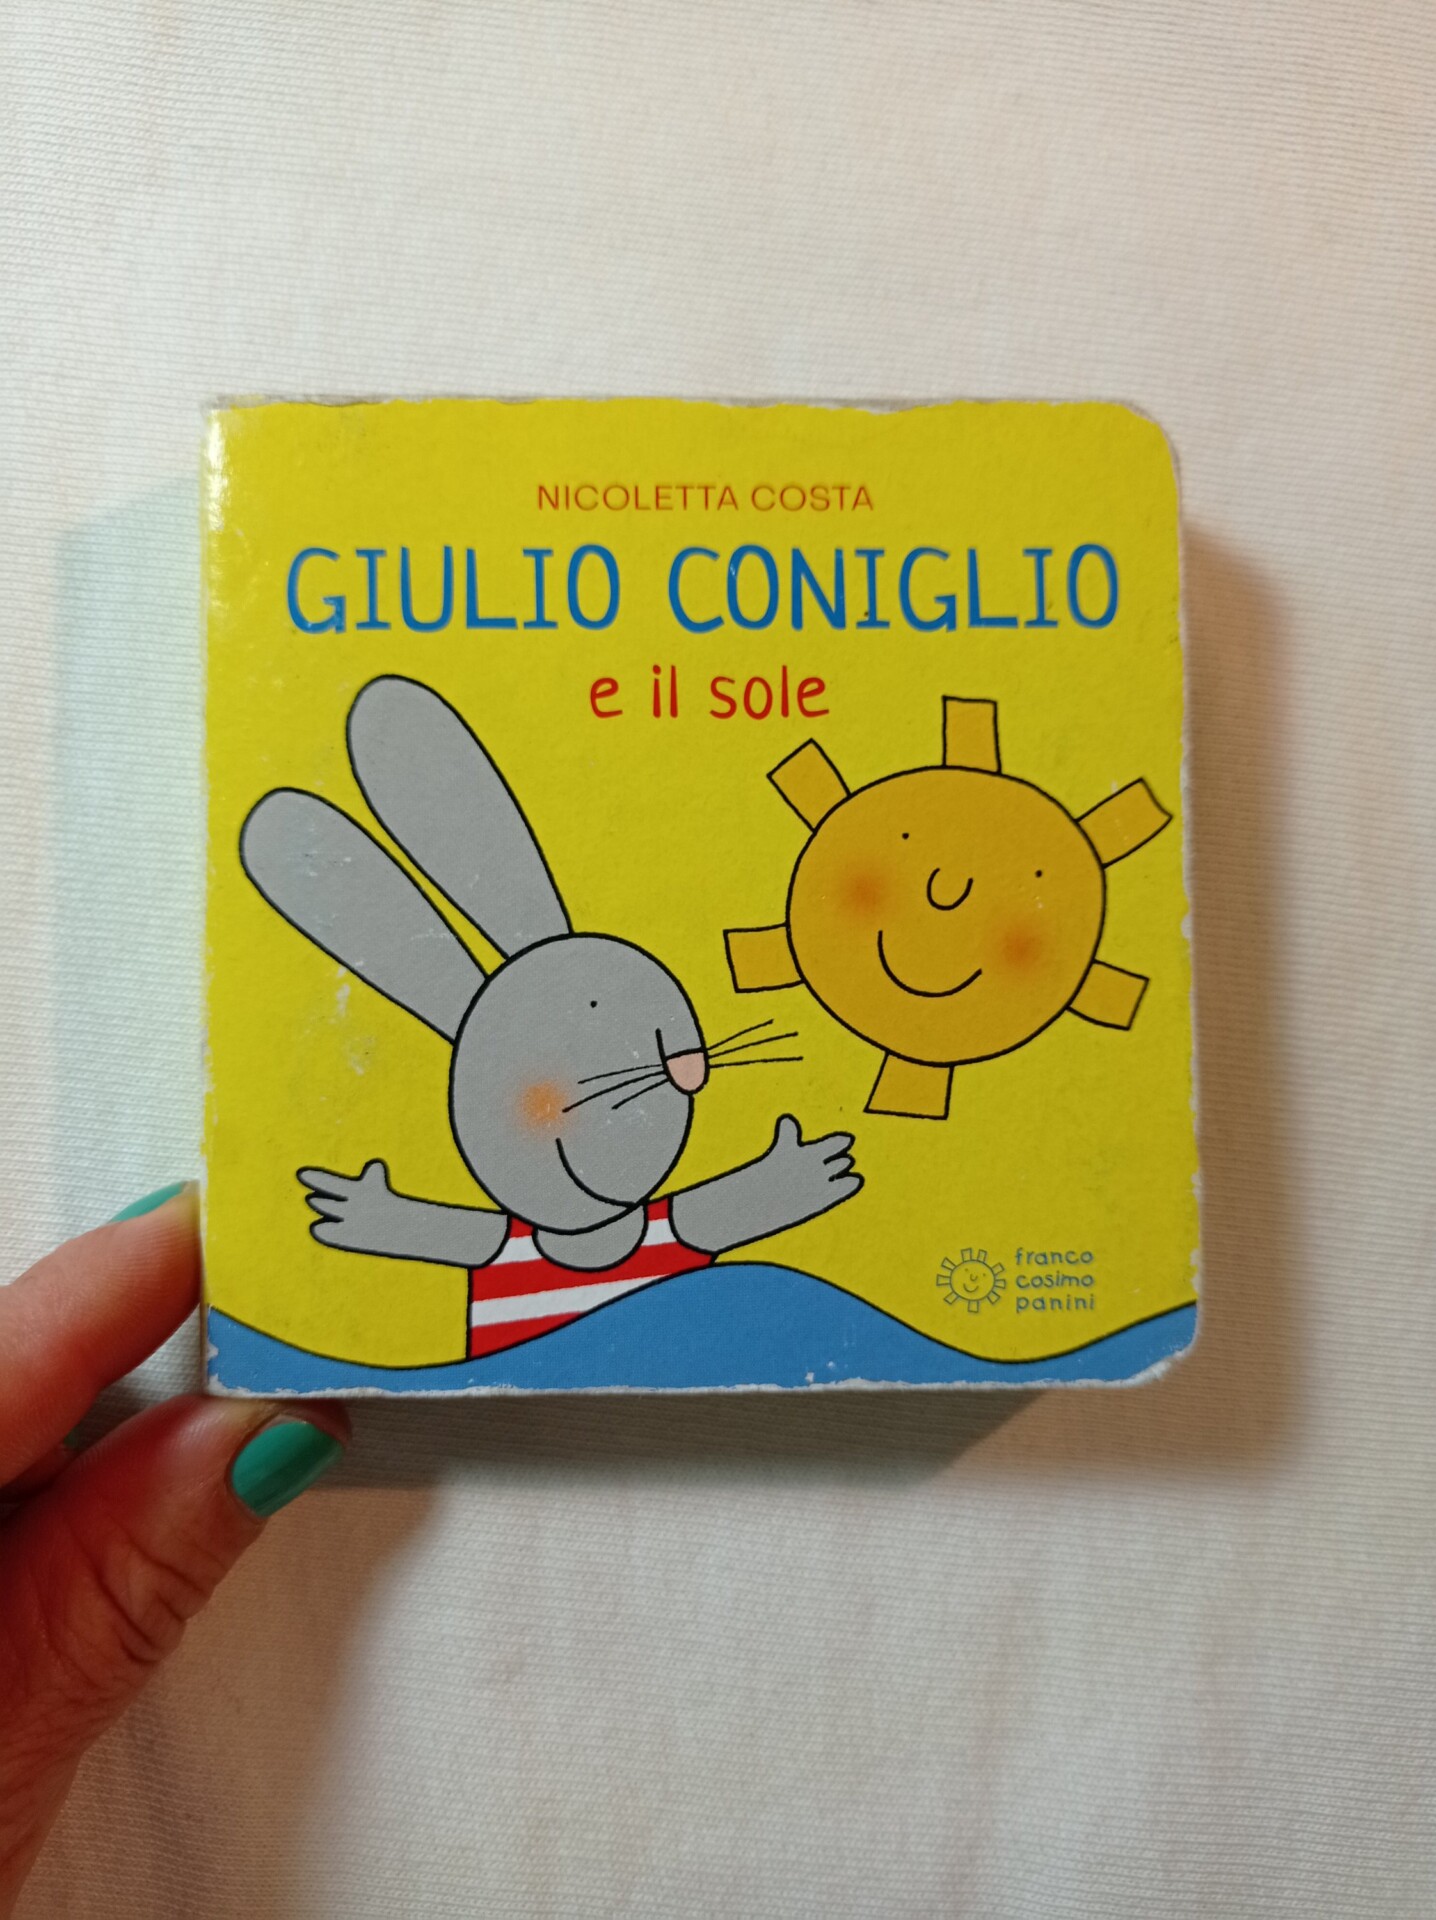 NICOLETTA COSTA
GIULIO CONIGLIO
e il sole
franco
cosimo
panini